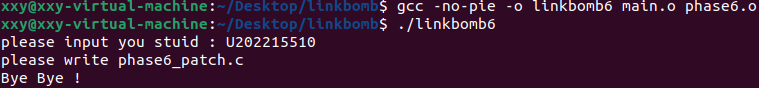 xxy@xxy-virtual-machine:~/Desktop/linkbomb$ gcc -no-pie -o linkbomb6 main.o phase6.o
xxy@xxy-virtual-machine:~/Desktop/linkbomb$ ./linkbomb6
please input you stuid : U202215510
please write phase6_patch.c
Bye Bye !